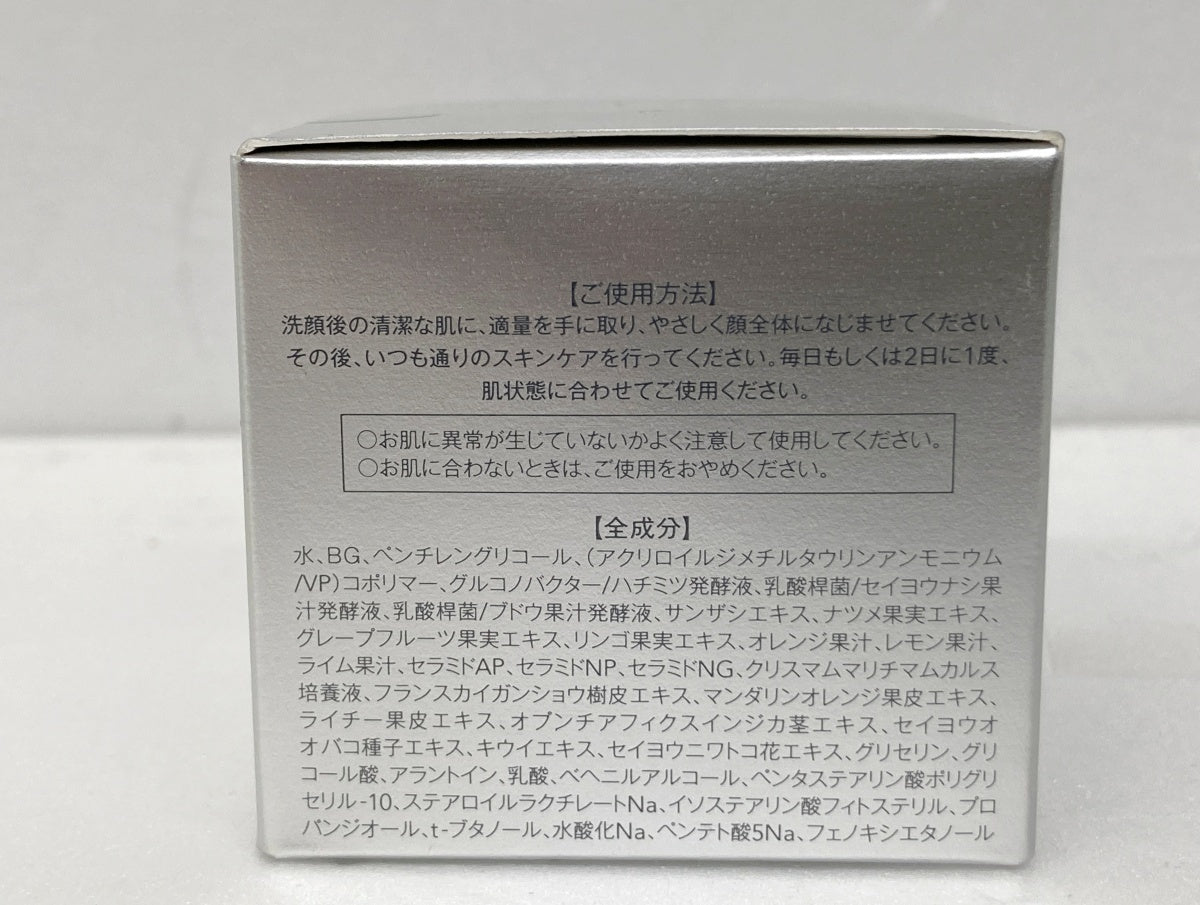 【ご使用方法】
洗顔後の清潔な肌に、適量を手に取り、やさしく顔全体になじませてください。
その後、いつも通りのスキンケアを行ってください。毎日もしくは2日に1度、
肌状態に合わせてご使用ください。
○お肌に異常が生じていないかよく注意して使用してください。
○お肌に合わないときは、ご使用をおやめください。
【全成分】
水、BG、ペンチレングリコール、(アクリロイルジメチルタウリンアンモニウム
/VP)コポリマー、グルコノバクター/ハチミツ発酵液、乳酸桿菌/セイヨウナシ果
汁発酵液、乳酸桿菌/ブドウ果汁発酵液、サンザシエキス、ナツメ果実エキス、
グレープフルーツ果実エキス、リンゴ果実エキス、オレンジ果汁、レモン果汁、
ライム果汁、セラミドAP、セラミドNP、セラミドNG、クリスマムマリチマムカルス
培養液、フランスカイガンショウ樹皮エキス、マンダリンオレンジ果皮エキス、
ライチー果皮エキス、オプンチアフィクスインジカ茎エキス、セイヨウオ
オバコ種子エキス、キウイエキス、セイヨウニワトコ花エキス、グリセリン、グリ
コール酸、アラントイン、乳酸、ベヘニルアルコール、ペンタステアリン酸ポリグリ
セリル-10、ステアロイルラクチレートNa、イソステアリン酸フィトステリル、プロ
パンジオール、t-ブタノール、水酸化Na、ペンテト酸5Na、フェノキシエタノール